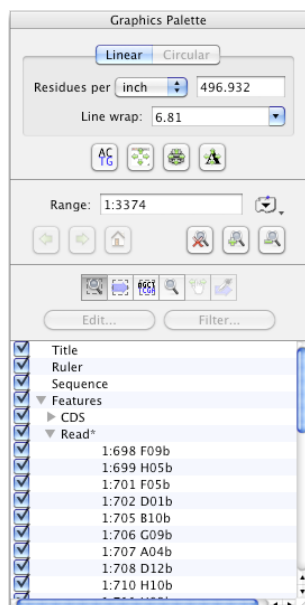 Graphics Palette
Linear Circular
Residues per inch 496.932
Line wrap: 6.81
AC
TG
A
Range: 1:3374
Edit... Filter...
Title
Ruler
Sequence
Features
CDS
Read*
1:698 F09b
1:699 H05b
1:701 F05b
1:702 D01b
1:705 B10b
1:706 G09b
1:707 A04b
1:708 D12b
1:710 H10b